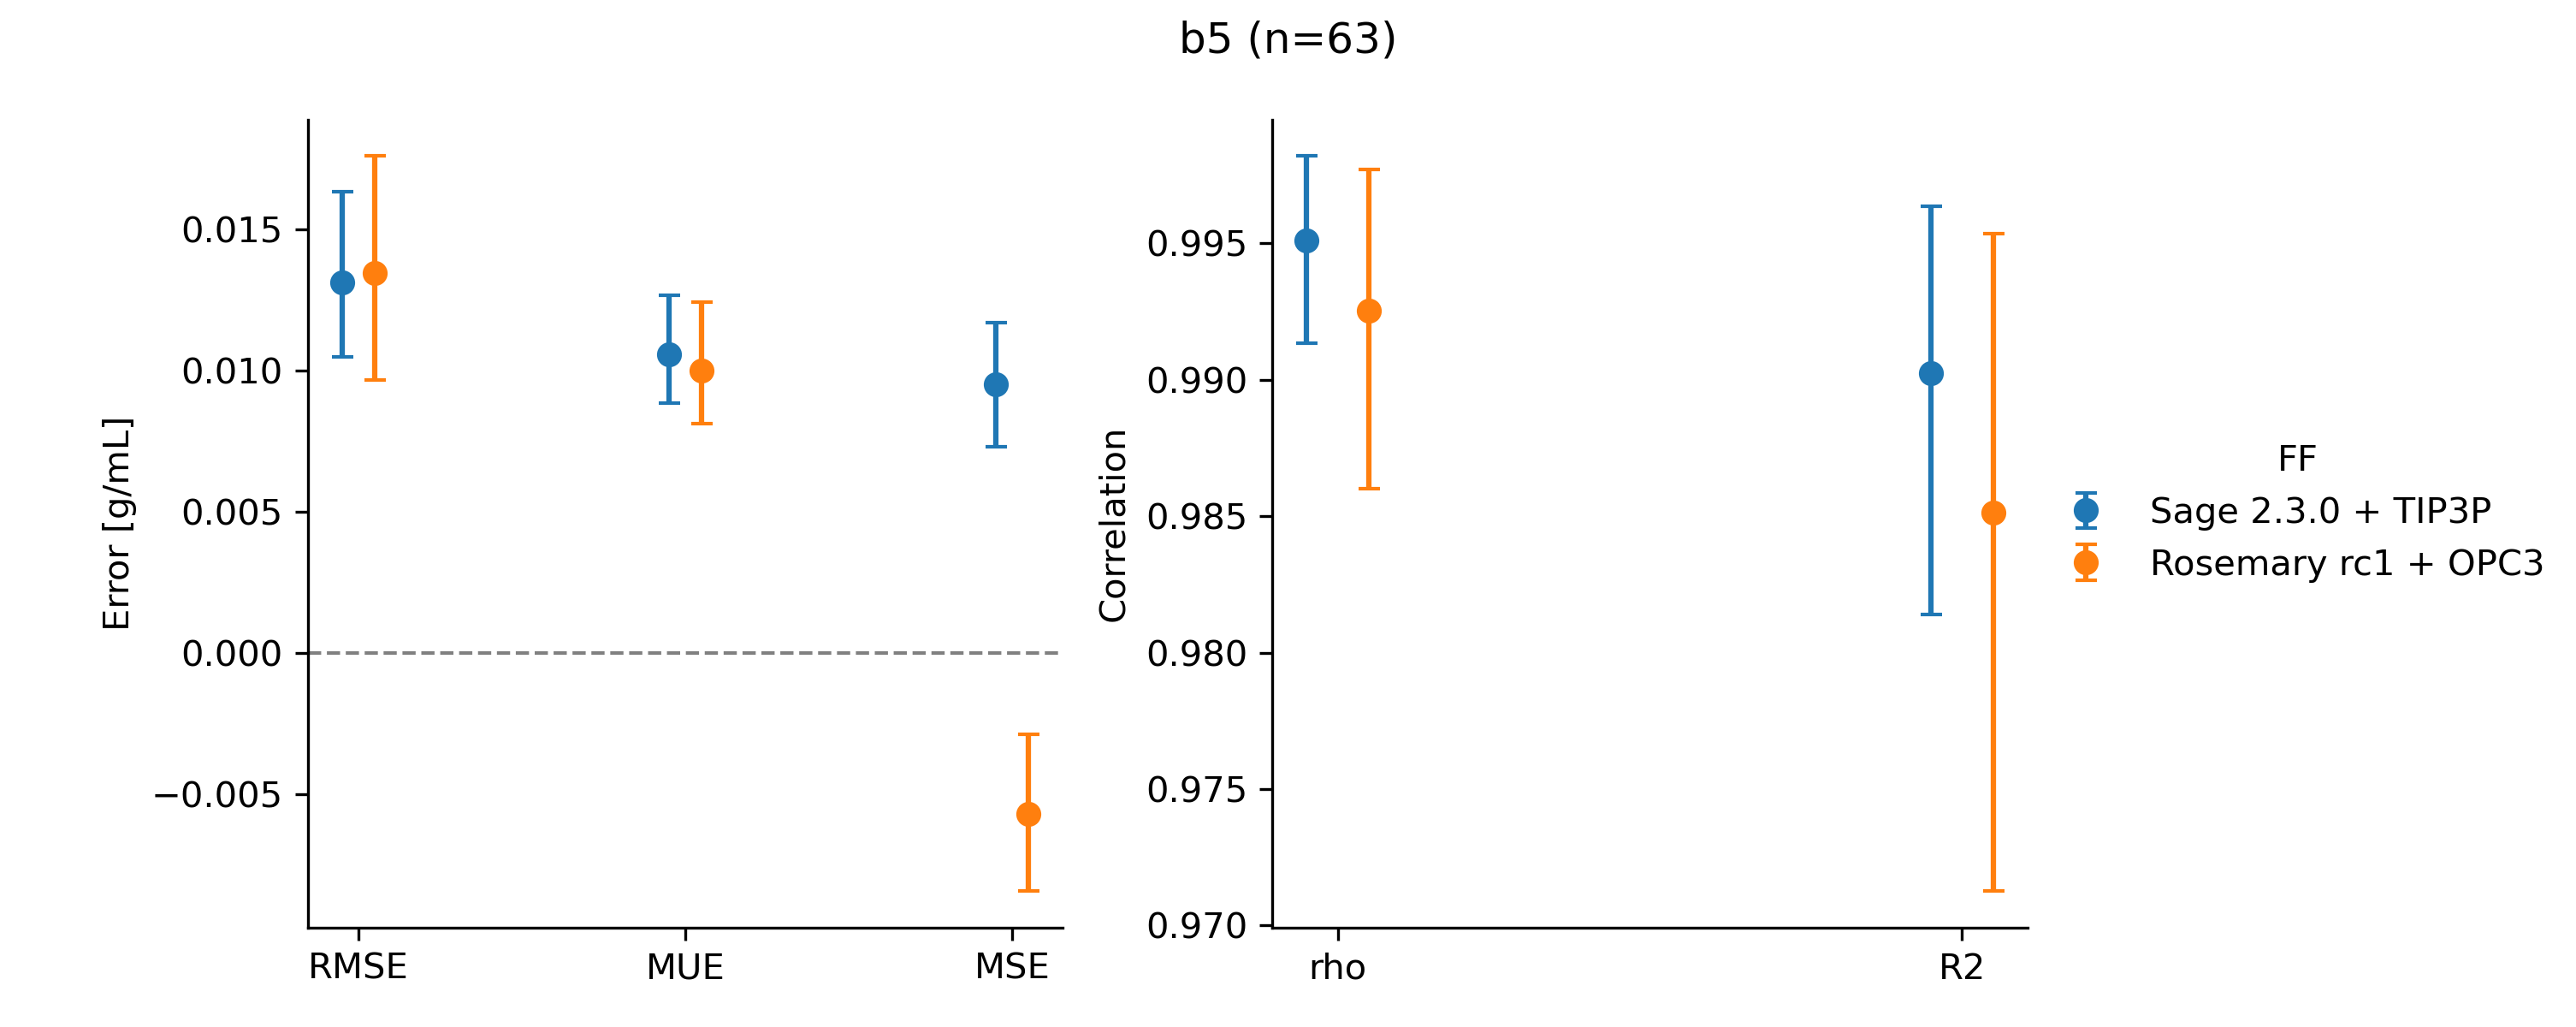 b5 (n=63)
Error [g/mL]
0.015
0.010
0.005
0.000
−0.005
RMSE
MUE
MSE
Correlation
0.995
0.990
0.985
0.980
0.975
0.970
rho
R2
FF
Sage 2.3.0 + TIP3P
Rosemary rc1 + OPC3